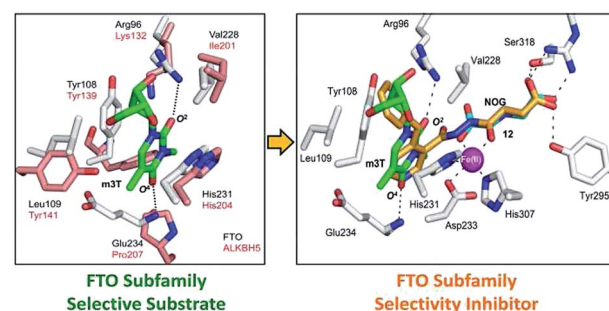 Arg96
Lys132
Val228
Ile201
Tyr108
Tyr139
O²
m3T
O⁴
Leu109
Tyr141
His231
His204
Glu234
Pro207
FTO
ALKBH5
FTO Subfamily
Selective Substrate
Arg96
Ser318
Val228
Tyr108
NOG
O²
12
Leu109
m3T
Fe(II)
Tyr295
His231
O⁴
His307
Asp233
Glu234
FTO Subfamily
Selectivity Inhibitor